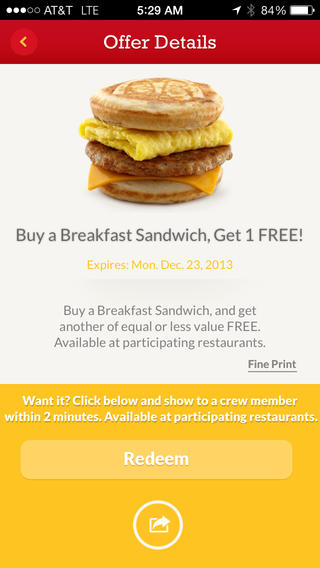 AT&T LTE 5:29 AM 84%
Offer Details
Buy a Breakfast Sandwich, Get 1 FREE!
Expires: Mon. Dec. 23, 2013
Buy a Breakfast Sandwich, and get
another of equal or less value FREE.
Available at participating restaurants.
Fine Print
Want it? Click below and show to a crew member
within 2 minutes. Available at participating restaurants.
Redeem